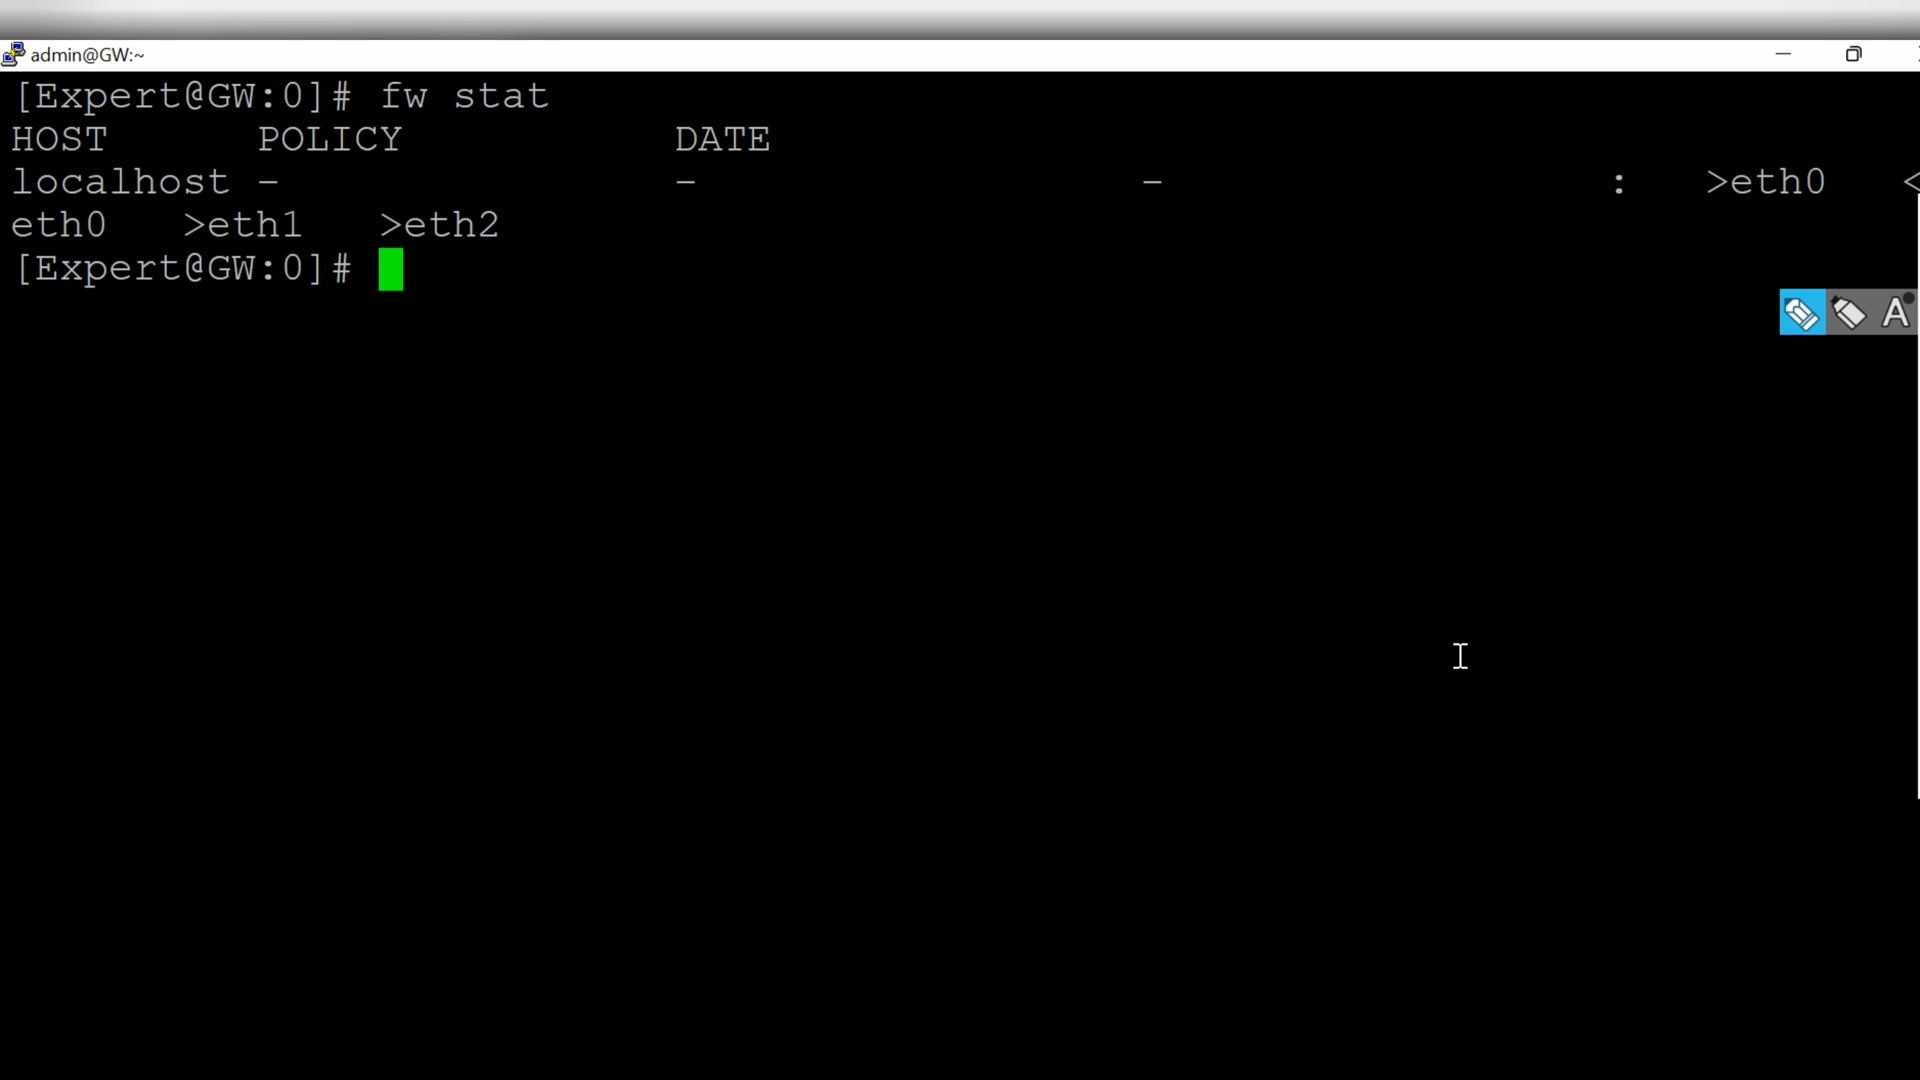 admin@GW:~
[Expert@GW:0]# fw stat
HOST      POLICY           DATE
localhost -                -                   -                   :   >eth0   <
eth0   >eth1   >eth2
[Expert@GW:0]#
A